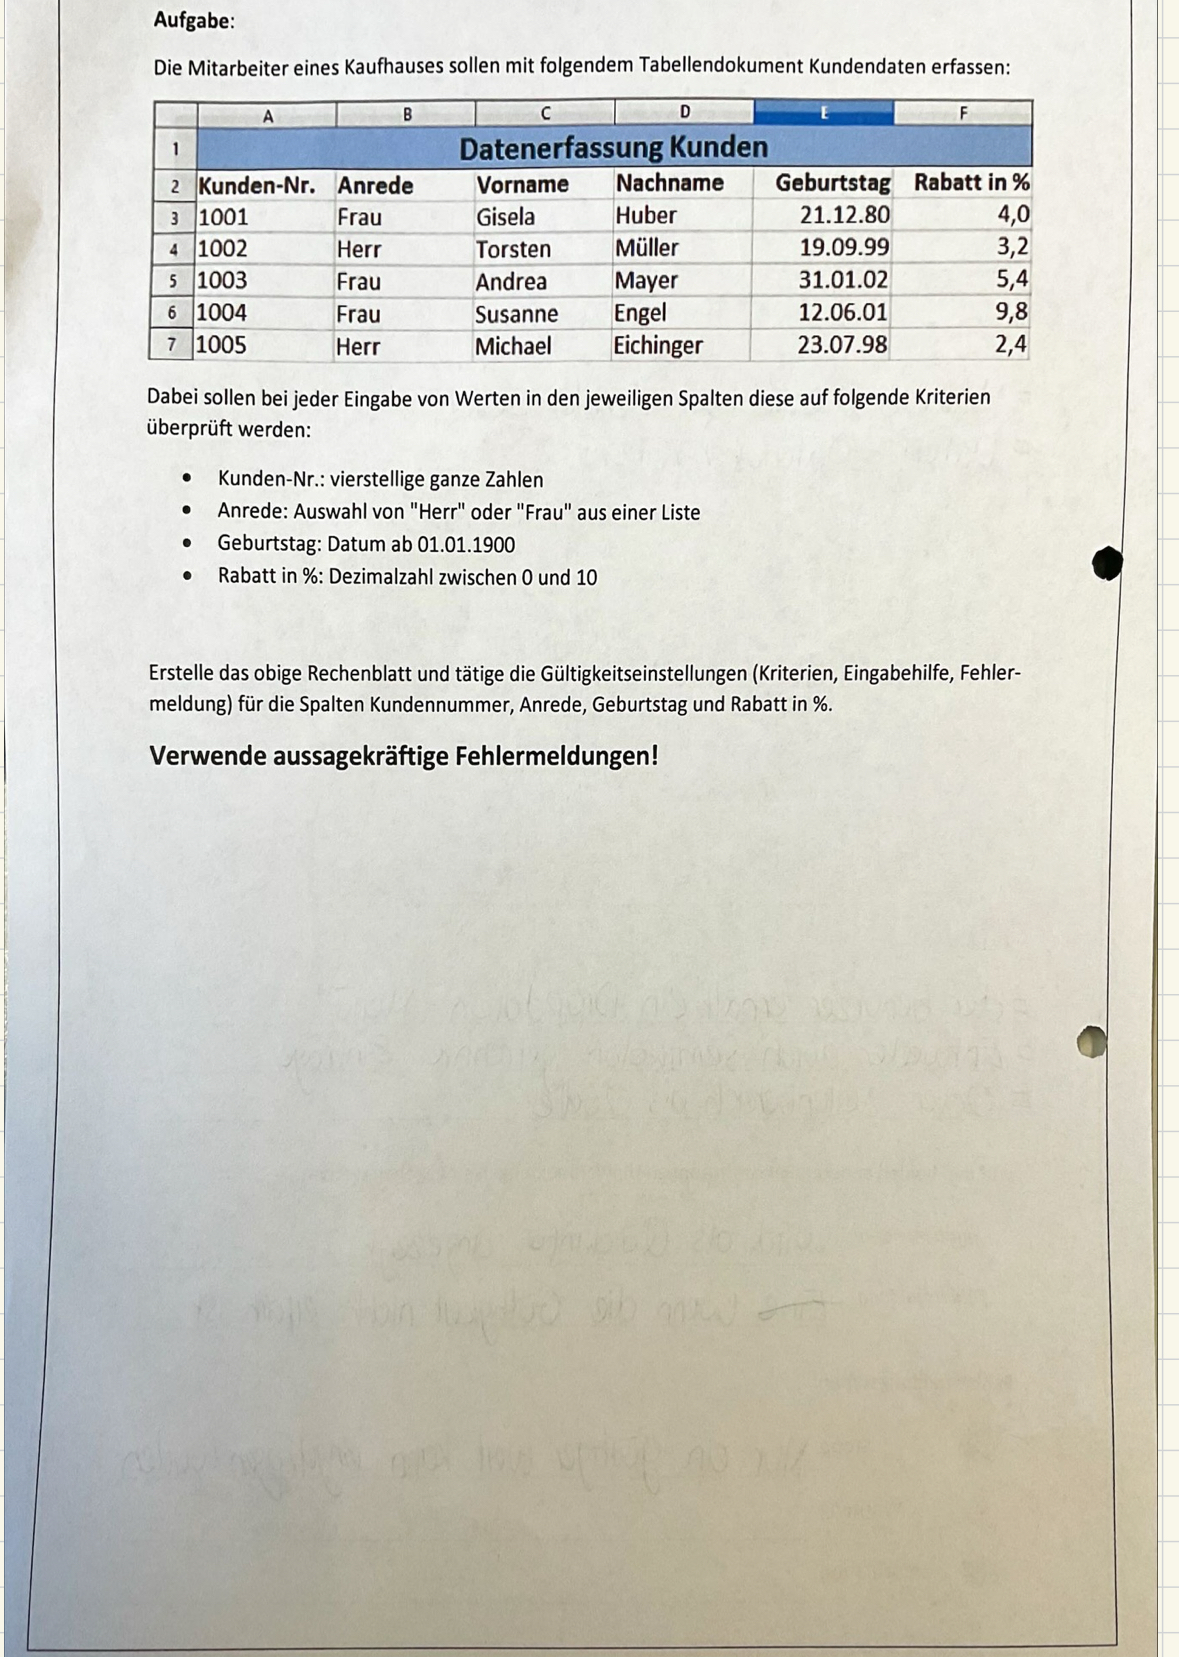 Aufgabe:
Die Mitarbeiter eines Kaufhauses sollen mit folgendem Tabellendokument Kundendaten erfassen:
A B C D E F
1 Datenerfassung Kunden
2 Kunden-Nr. Anrede Vorname Nachname Geburtstag Rabatt in %
3 1001 Frau Gisela Huber 21.12.80 4,0
4 1002 Herr Torsten Müller 19.09.99 3,2
5 1003 Frau Andrea Mayer 31.01.02 5,4
6 1004 Frau Susanne Engel 12.06.01 9,8
7 1005 Herr Michael Eichinger 23.07.98 2,4
Dabei sollen bei jeder Eingabe von Werten in den jeweiligen Spalten diese auf folgende Kriterien
überprüft werden:
• Kunden-Nr.: vierstellige ganze Zahlen
• Anrede: Auswahl von "Herr" oder "Frau" aus einer Liste
• Geburtstag: Datum ab 01.01.1900
• Rabatt in %: Dezimalzahl zwischen 0 und 10
Erstelle das obige Rechenblatt und tätige die Gültigkeitseinstellungen (Kriterien, Eingabehilfe, Fehler-
meldung) für die Spalten Kundennummer, Anrede, Geburtstag und Rabatt in %.
Verwende aussagekräftige Fehlermeldungen!